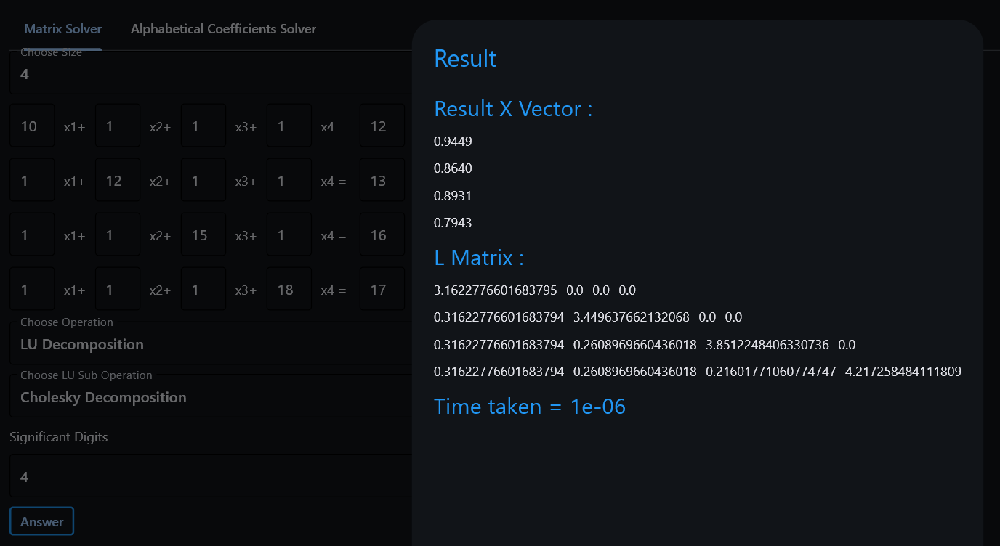 Matrix Solver Alphabetical Coefficients Solver
Choose Size
4
10 x1+ 1 x2+ 1 x3+ 1 x4 = 12
1 x1+ 12 x2+ 1 x3+ 1 x4 = 13
1 x1+ 1 x2+ 15 x3+ 1 x4 = 16
1 x1+ 1 x2+ 1 x3+ 18 x4 = 17
Choose Operation
LU Decomposition
Choose LU Sub Operation
Cholesky Decomposition
Significant Digits
4
Answer
Result
Result X Vector :
0.9449
0.8640
0.8931
0.7943
L Matrix :
3.1622776601683795 0.0 0.0 0.0
0.31622776601683794 3.449637662132068 0.0 0.0
0.31622776601683794 0.2608969660436018 3.8512248406330736 0.0
0.31622776601683794 0.2608969660436018 0.21601771060774747 4.217258484111809
Time taken = 1e-06